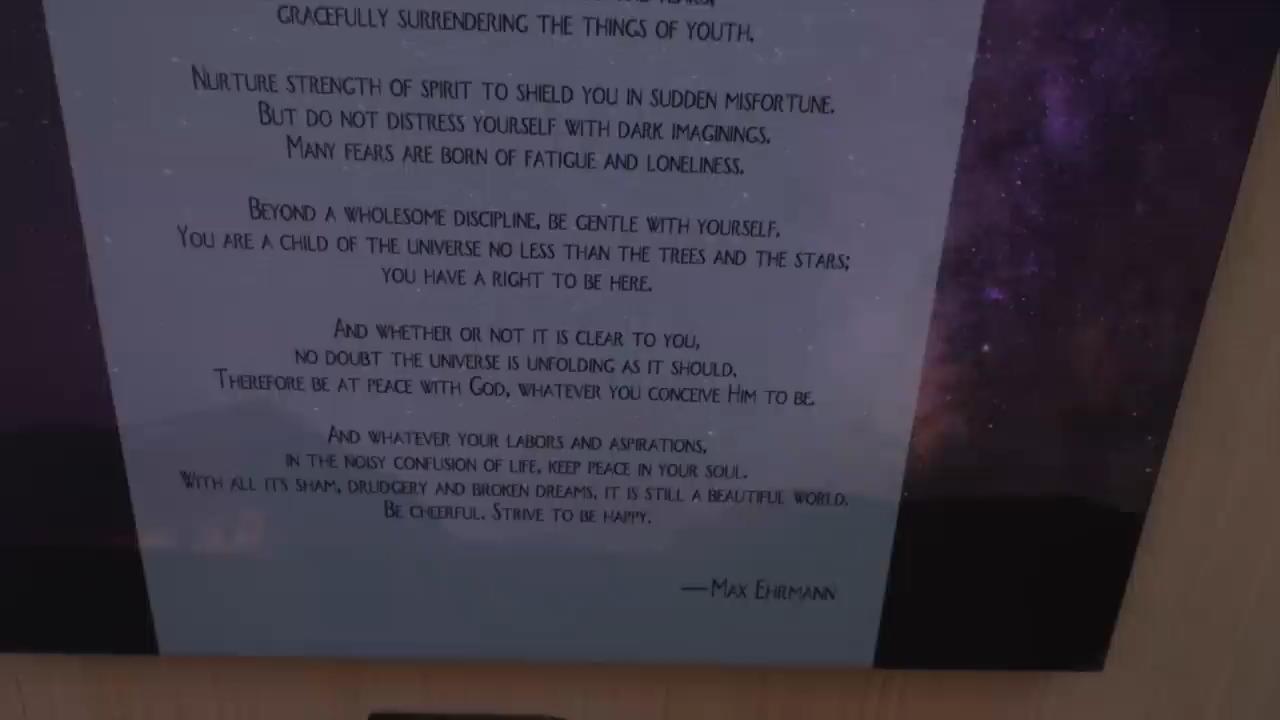 GRACEFULLY SURRENDERING THE THINGS OF YOUTH.
NURTURE STRENGTH OF SPIRIT TO SHIELD YOU IN SUDDEN MISFORTUNE.
BUT DO NOT DISTRESS YOURSELF WITH DARK IMAGININGS.
MANY FEARS ARE BORN OF FATIGUE AND LONELINESS.
BEYOND A WHOLESOME DISCIPLINE, BE GENTLE WITH YOURSELF.
YOU ARE A CHILD OF THE UNIVERSE NO LESS THAN THE TREES AND THE STARS;
YOU HAVE A RIGHT TO BE HERE.
AND WHETHER OR NOT IT IS CLEAR TO YOU,
NO DOUBT THE UNIVERSE IS UNFOLDING AS IT SHOULD.
THEREFORE BE AT PEACE WITH GOD, WHATEVER YOU CONCEIVE HIM TO BE.
AND WHATEVER YOUR LABORS AND ASPIRATIONS,
IN THE NOISY CONFUSION OF LIFE, KEEP PEACE IN YOUR SOUL.
WITH ALL ITS SHAM, DRUDGERY AND BROKEN DREAMS, IT IS STILL A BEAUTIFUL WORLD.
BE CHEERFUL. STRIVE TO BE HAPPY.
—MAX EHRMANN